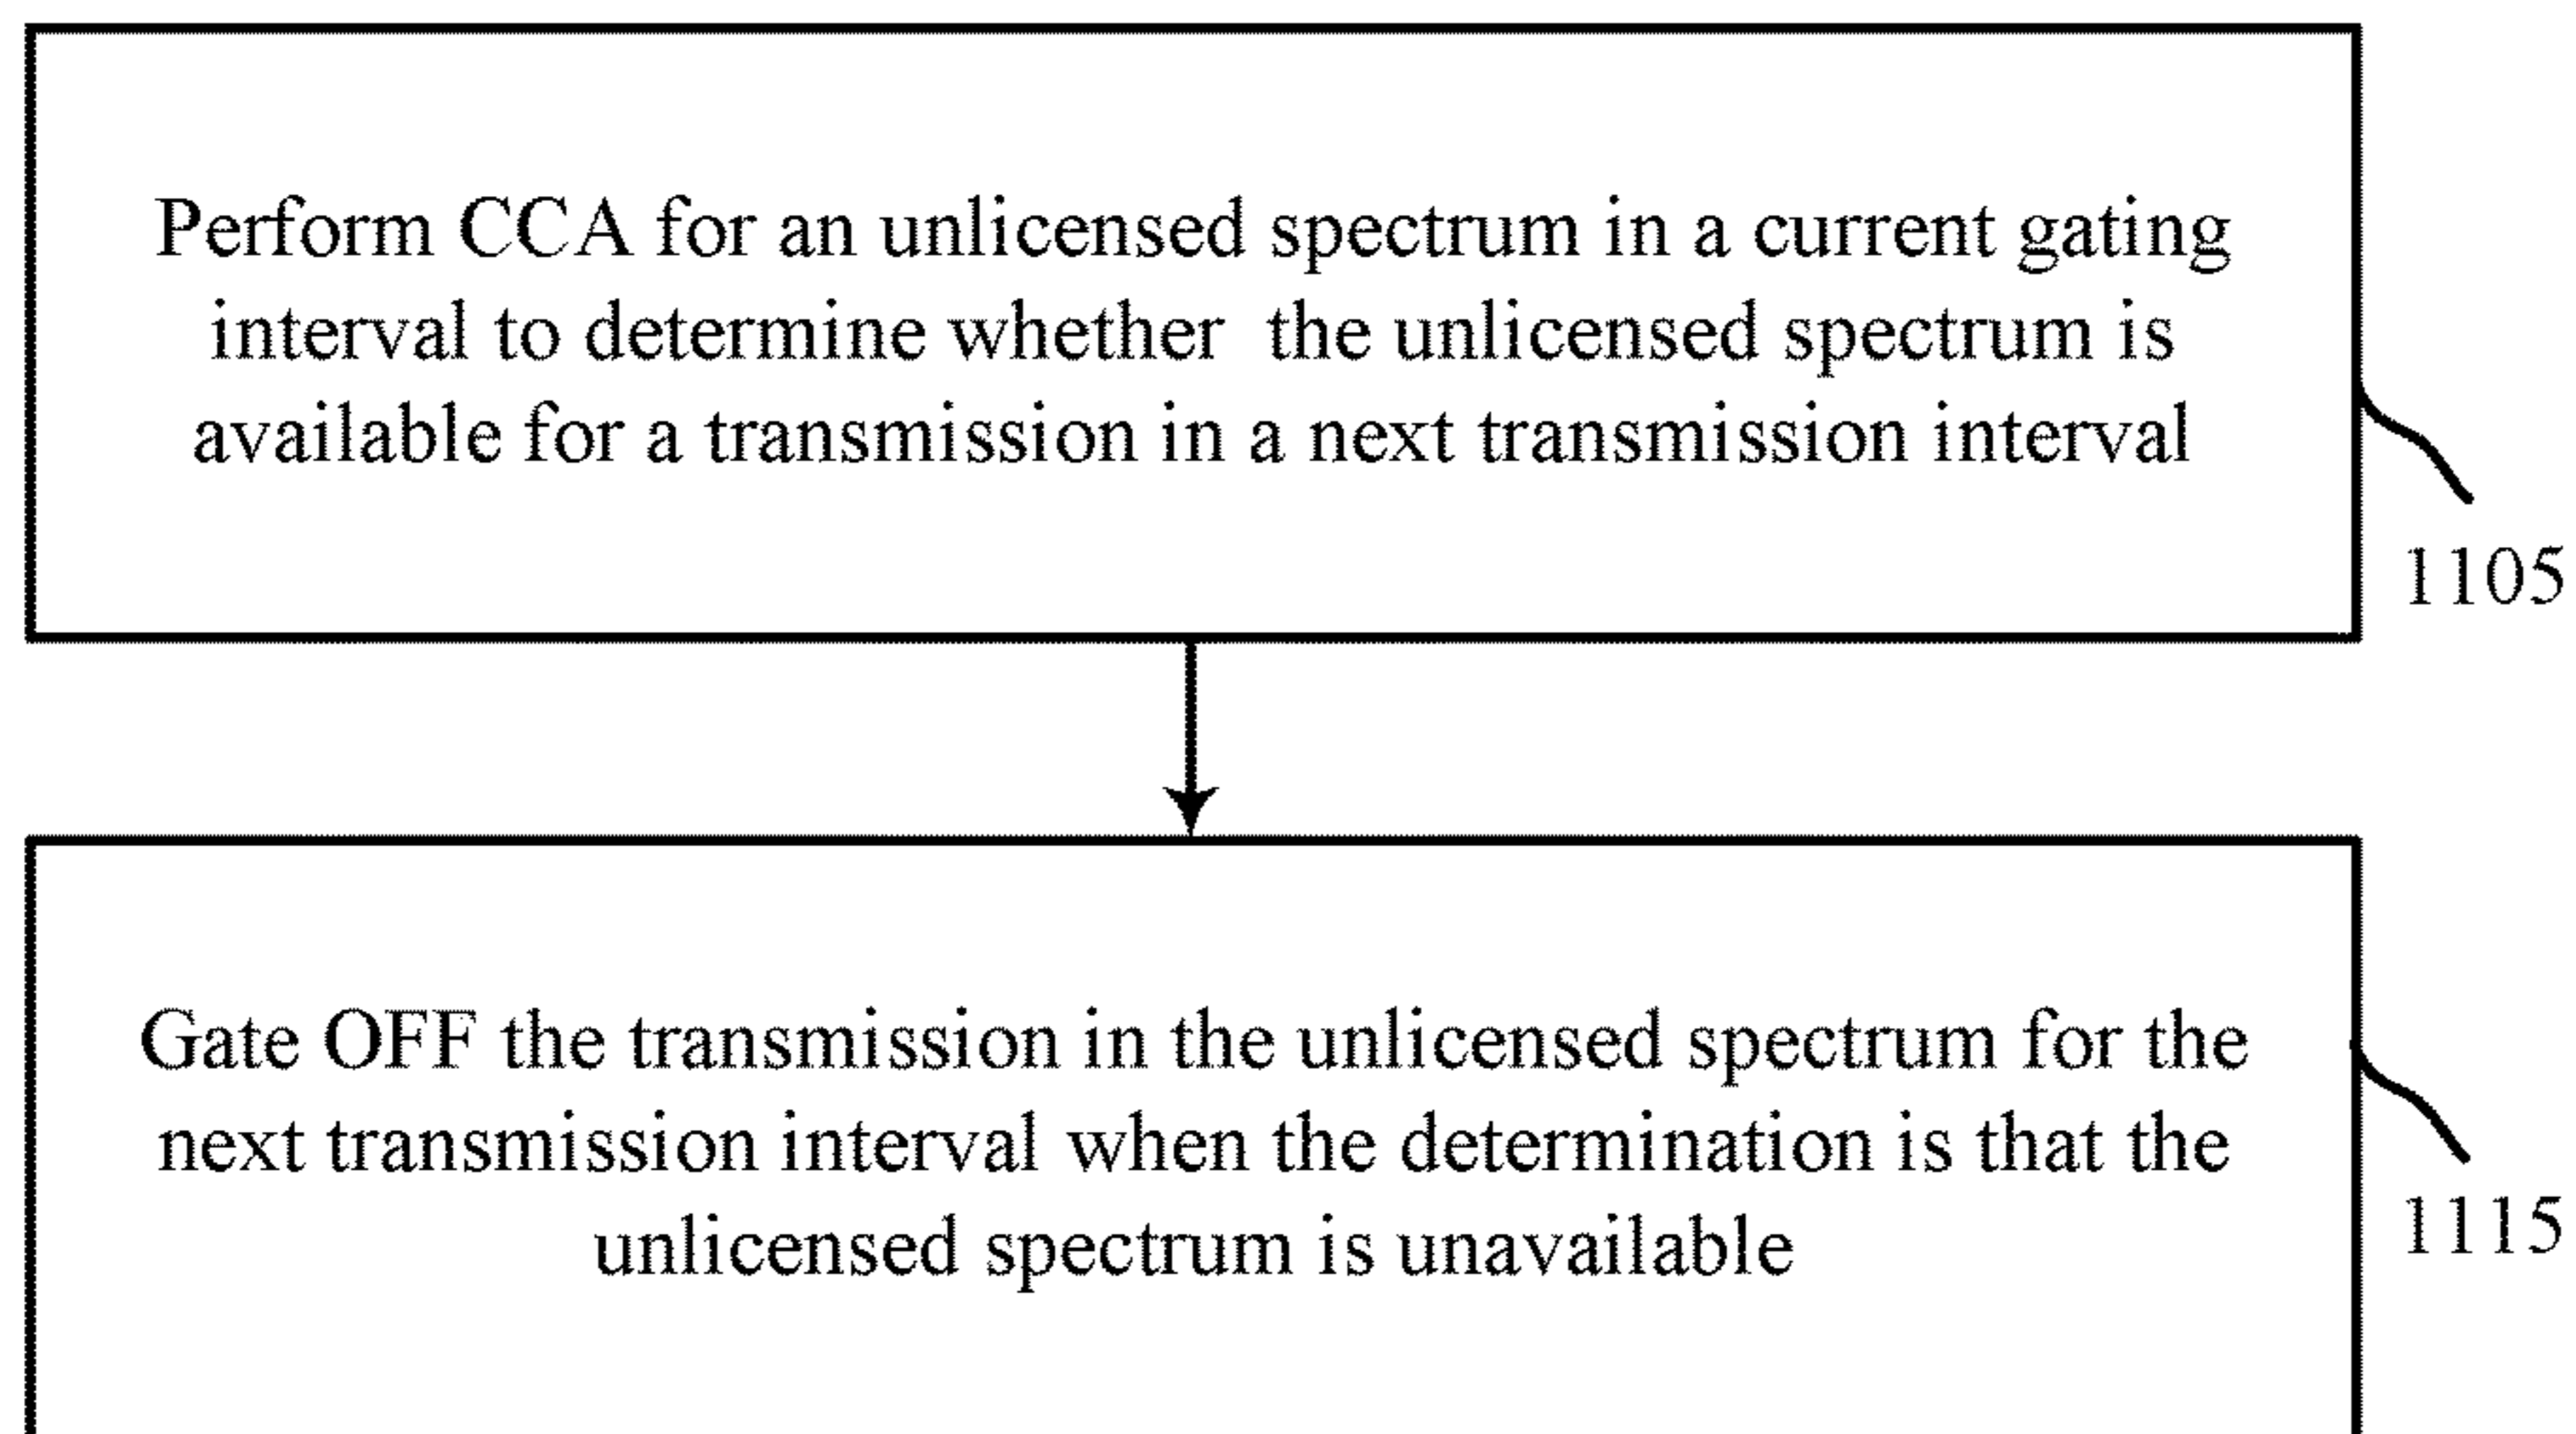 Perform CCA for an unlicensed spectrum in a current gating
interval to determine whether the unlicensed spectrum is
available for a transmission in a next transmission interval
1105
Gate OFF the transmission in the unlicensed spectrum for the
next transmission interval when the determination is that the
unlicensed spectrum is unavailable
1115